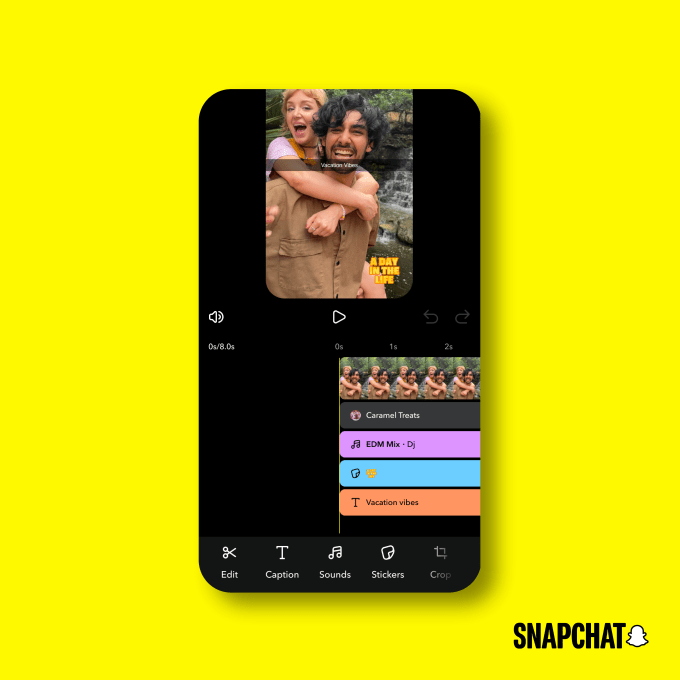 Vacation Vibes
A DAY
IN THE
LIFE
0s/8.0s
0s 1s 2s
Caramel Treats
EDM Mix · Dj
Vacation vibes
Edit Caption Sounds Stickers Crop
SNAPCHAT